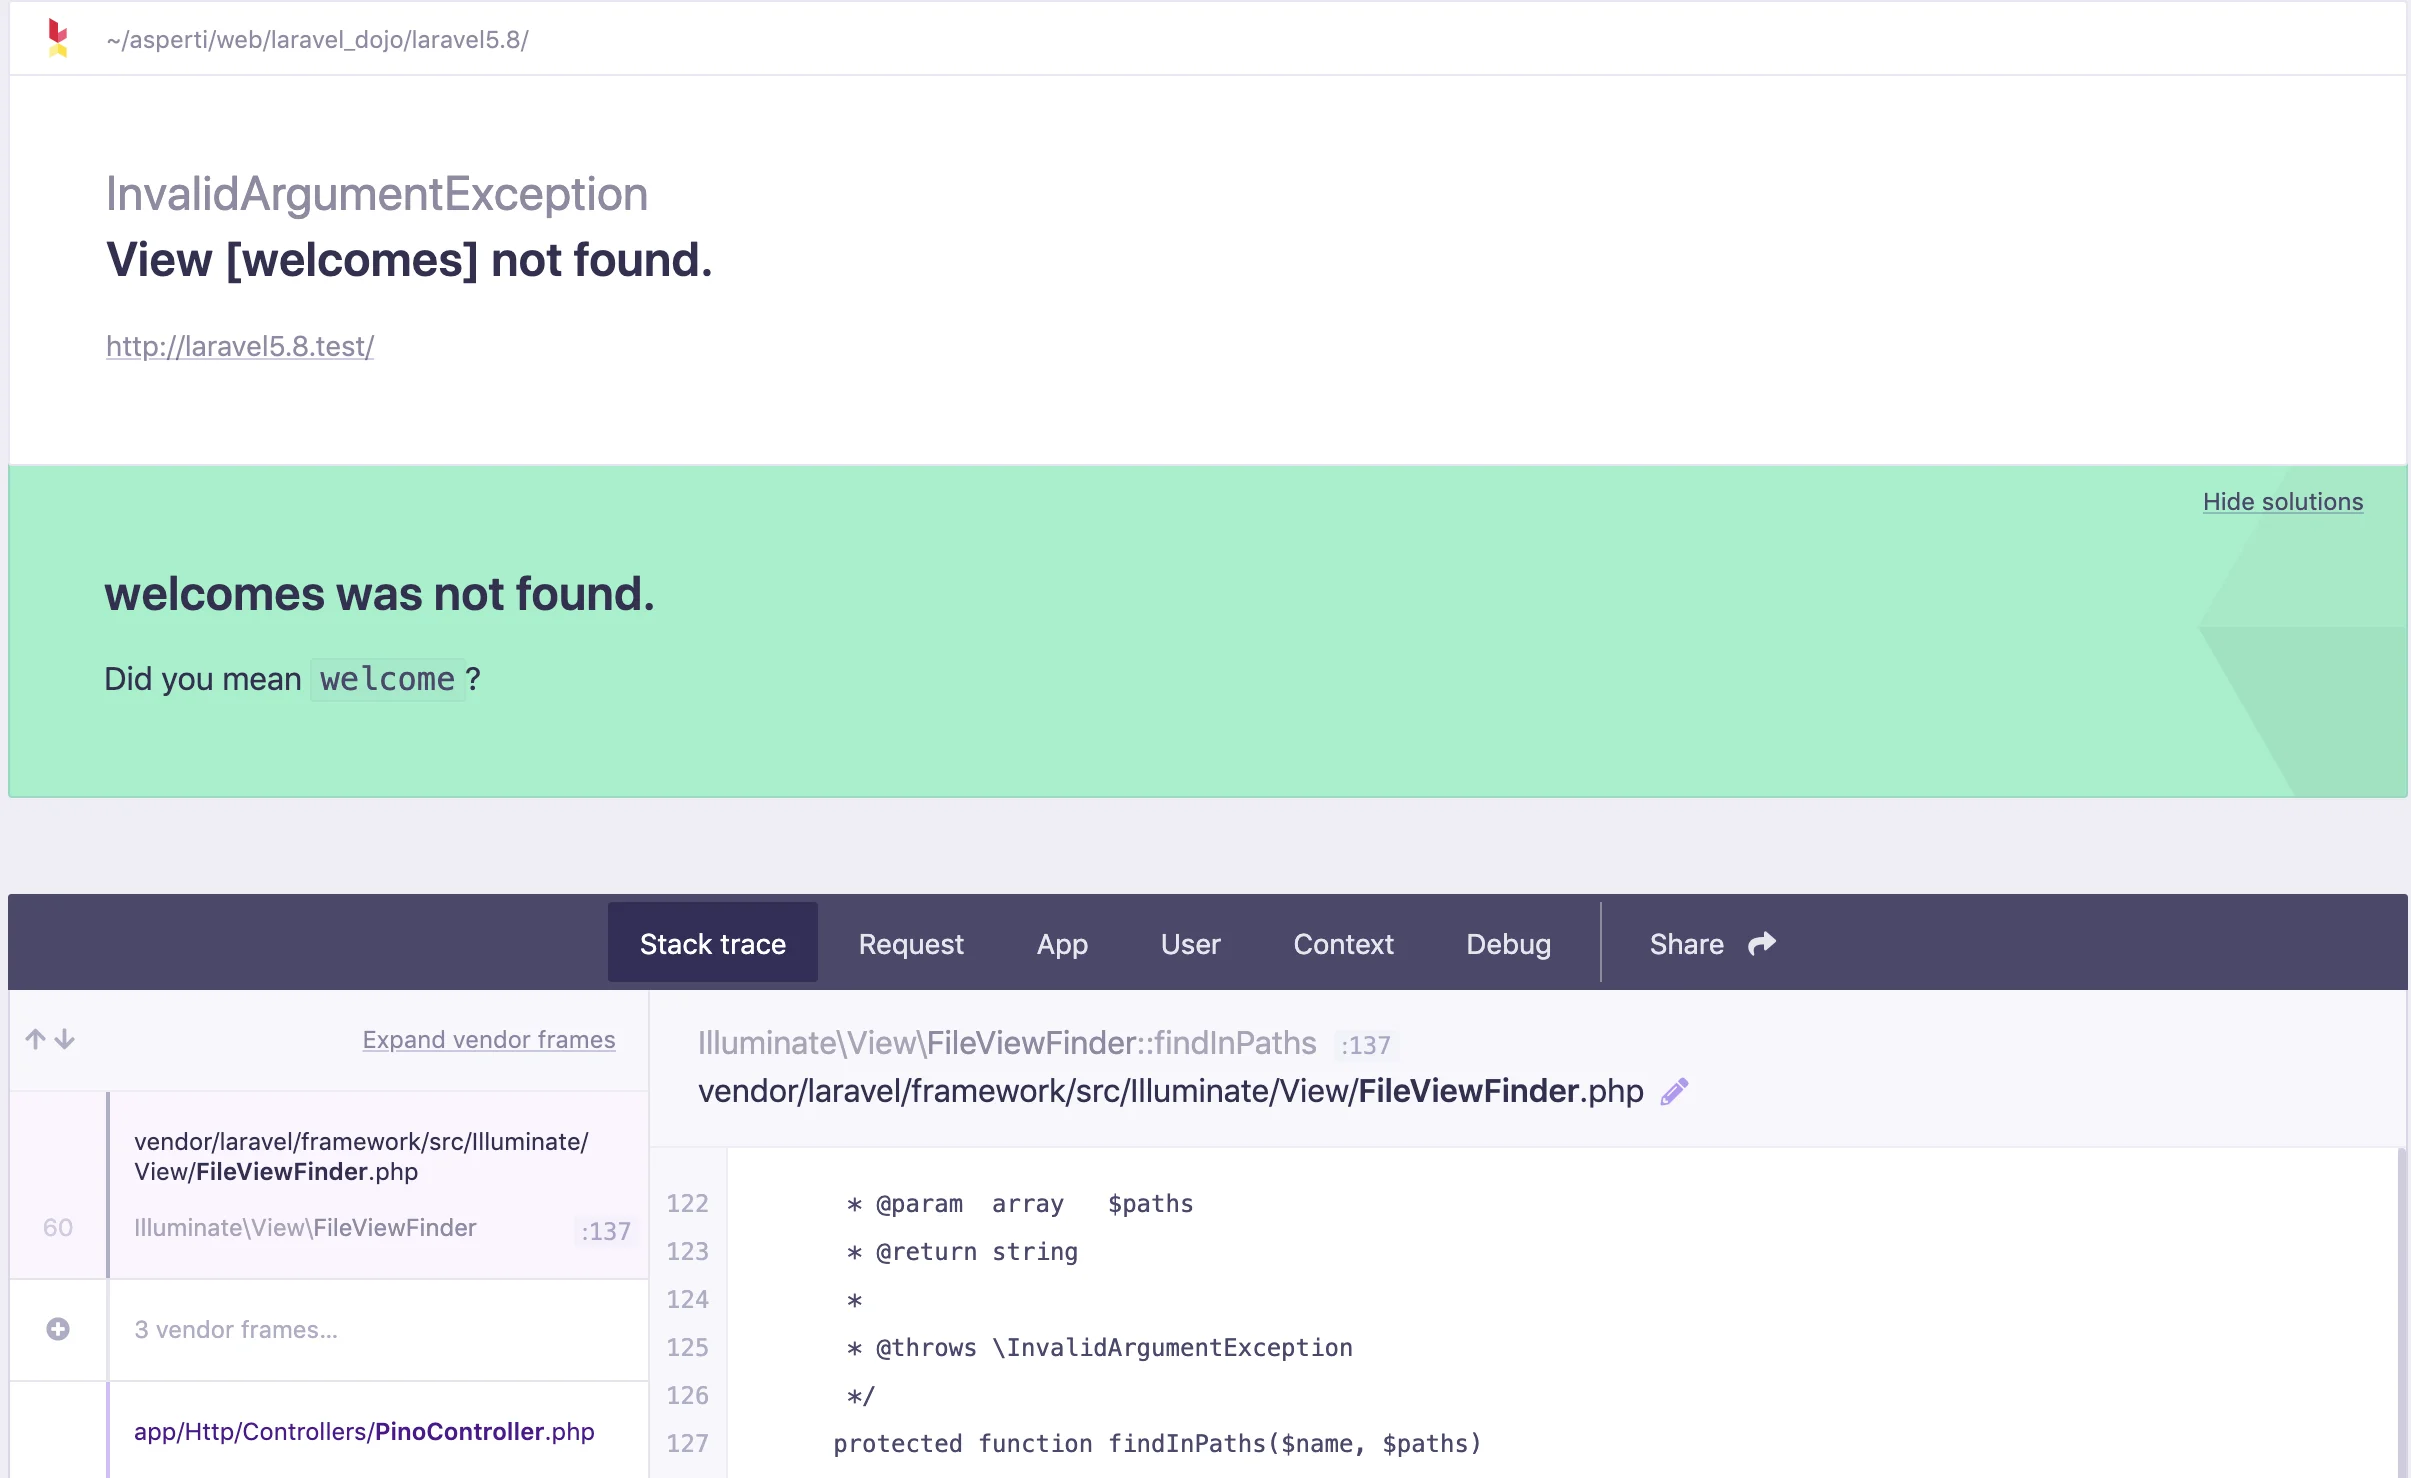 ~/asperti/web/laravel_dojo/laravel5.8/
InvalidArgumentException
View [welcomes] not found.
http://laravel5.8.test/
Hide solutions
welcomes was not found.
Did you mean welcome ?
Stack trace Request App User Context Debug Share
Expand vendor frames
vendor/laravel/framework/src/Illuminate/
View/FileViewFinder.php
60 Illuminate\View\FileViewFinder :137
3 vendor frames...
app/Http/Controllers/PinoController.php
Illuminate\View\FileViewFinder::findInPaths :137
vendor/laravel/framework/src/Illuminate/View/FileViewFinder.php
122 * @param  array   $paths
123 * @return string
124 *
125 * @throws \InvalidArgumentException
126 */
127 protected function findInPaths($name, $paths)